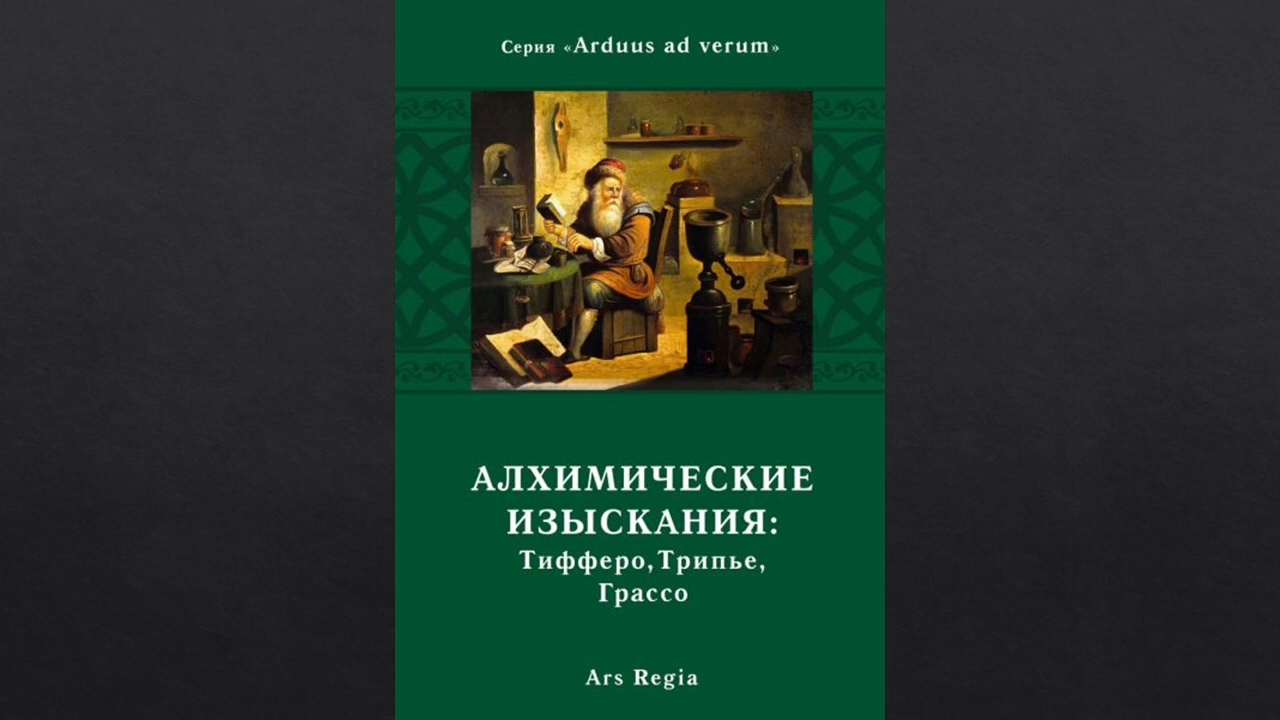 Серия «Arduus ad verum»
АЛХИМИЧЕСКИЕ
ИЗЫСКАНИЯ:
Тифферо, Трипье,
Грассо
Ars Regia